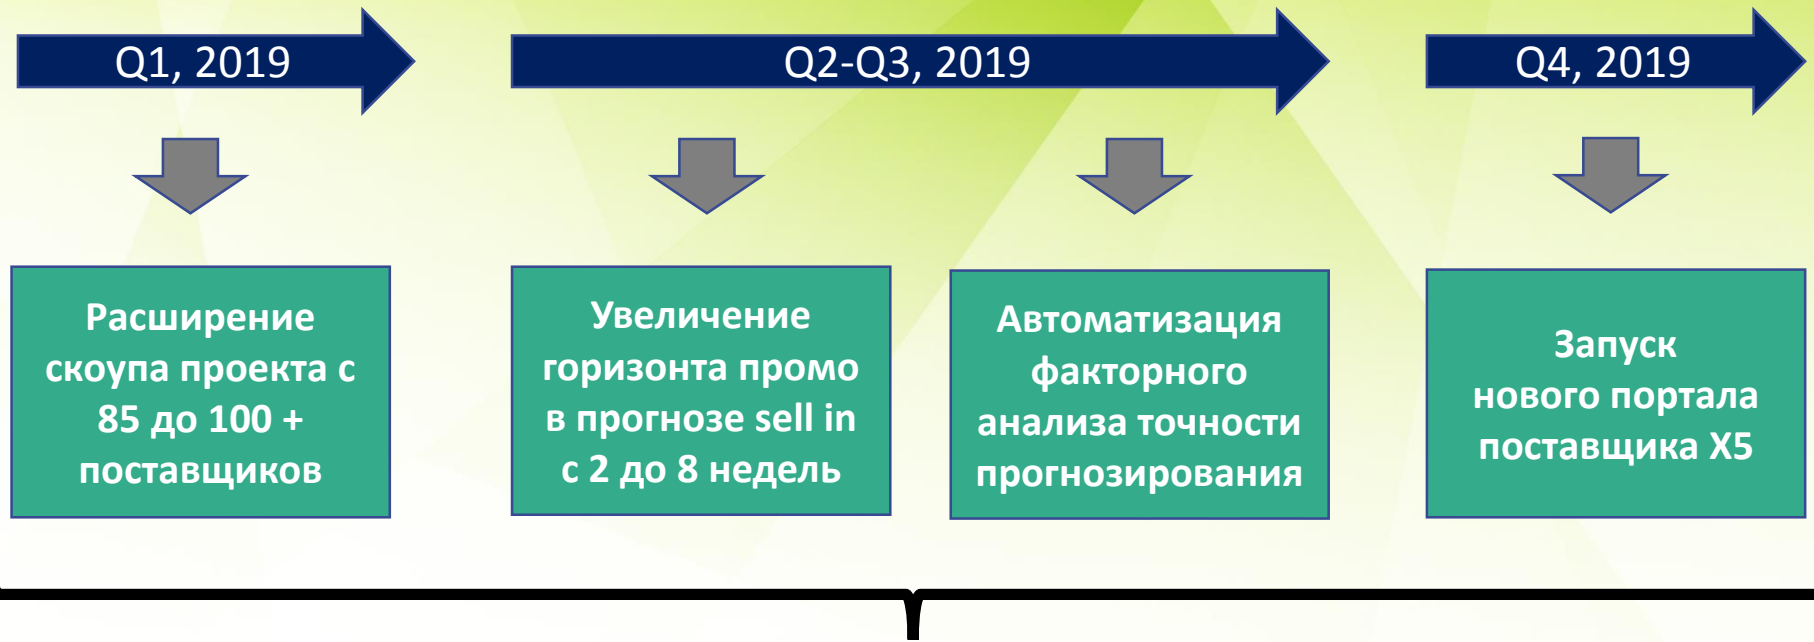 Q1, 2019
Q2-Q3, 2019
Q4, 2019
Расширение
скоупа проекта с
85 до 100 +
поставщиков
Увеличение
горизонта промо
в прогнозе sell in
с 2 до 8 недель
Автоматизация
факторного
анализа точности
прогнозирования
Запуск
нового портала
поставщика X5